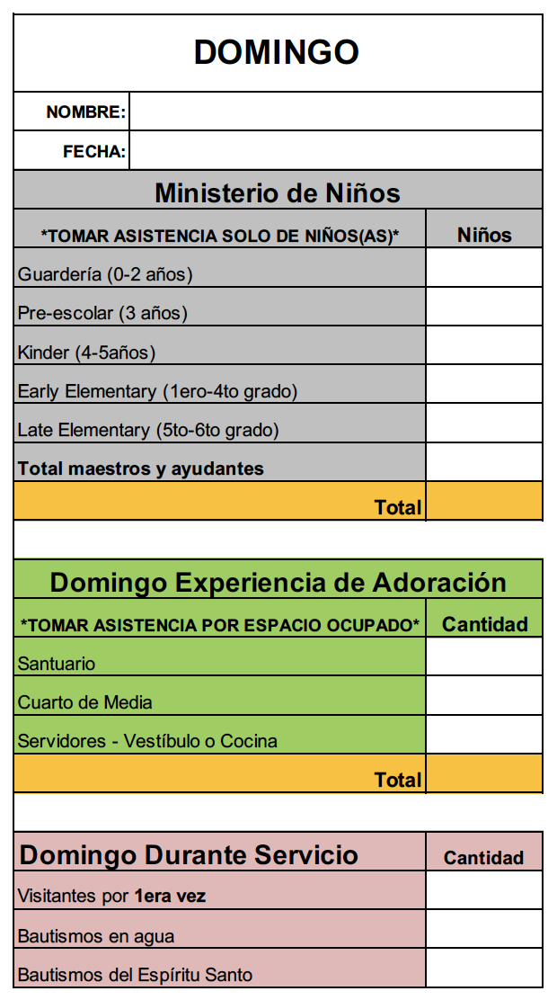 DOMINGO
NOMBRE:
FECHA:
Ministerio de Niños
*TOMAR ASISTENCIA SOLO DE NIÑOS(AS)* Niños
Guardería (0-2 años)
Pre-escolar (3 años)
Kinder (4-5años)
Early Elementary (1ero-4to grado)
Late Elementary (5to-6to grado)
Total maestros y ayudantes
Total
Domingo Experiencia de Adoración
*TOMAR ASISTENCIA POR ESPACIO OCUPADO* Cantidad
Santuario
Cuarto de Media
Servidores - Vestíbulo o Cocina
Total
Domingo Durante Servicio Cantidad
Visitantes por 1era vez
Bautismos en agua
Bautismos del Espíritu Santo